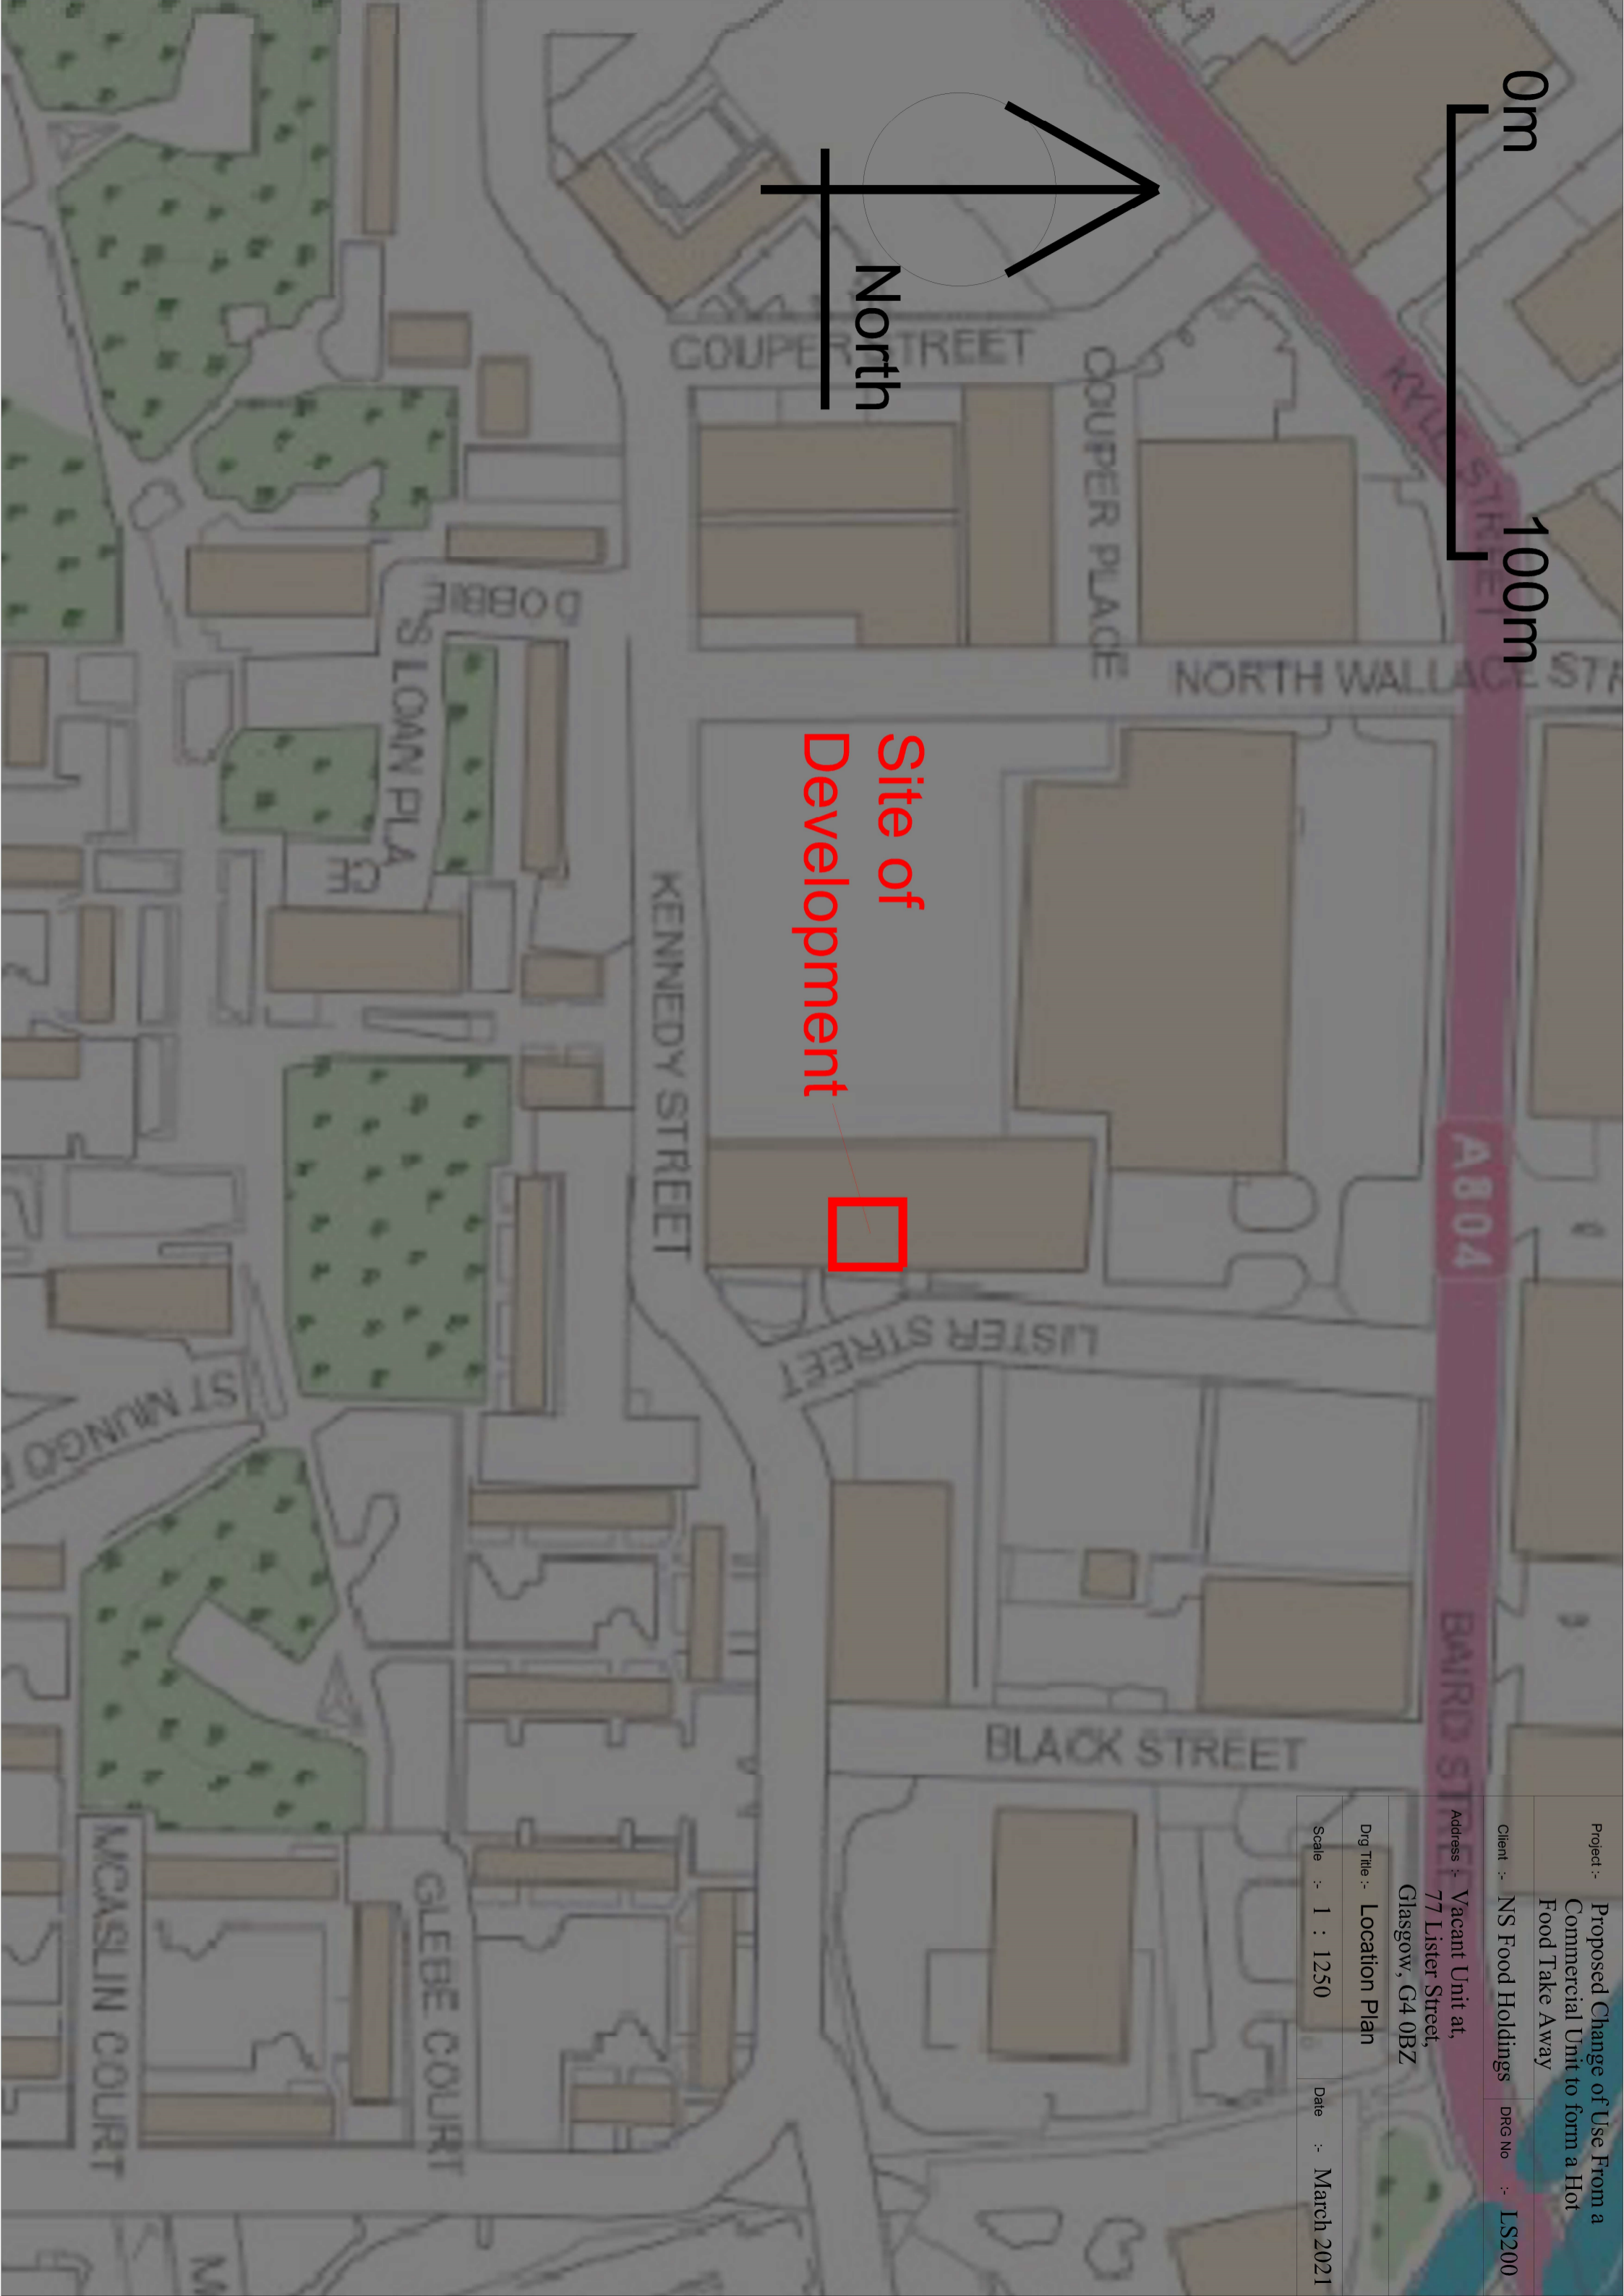 0m
100m
North
KYLE STREET
COUPER STREET
COUPER PLACE
NORTH WALLACE STR
DOBBIE
'S LOAN PLA
CE
Site of
Development
KENNEDY STREET
A804
LISTER STREET
ST MUNGO
BAIRD STREET
BLACK STREET
MCASLIN COURT
GLEBE COURT
M
Project :- Proposed Change of Use From a
Commercial Unit to form a Hot
Food Take Away
Client :- NS Food Holdings DRG No :- LS200
Address :- Vacant Unit at,
77 Lister Street,
Glasgow, G4 0BZ
Drg Title :- Location Plan
Scale :- 1 : 1250 Date :- March 2021